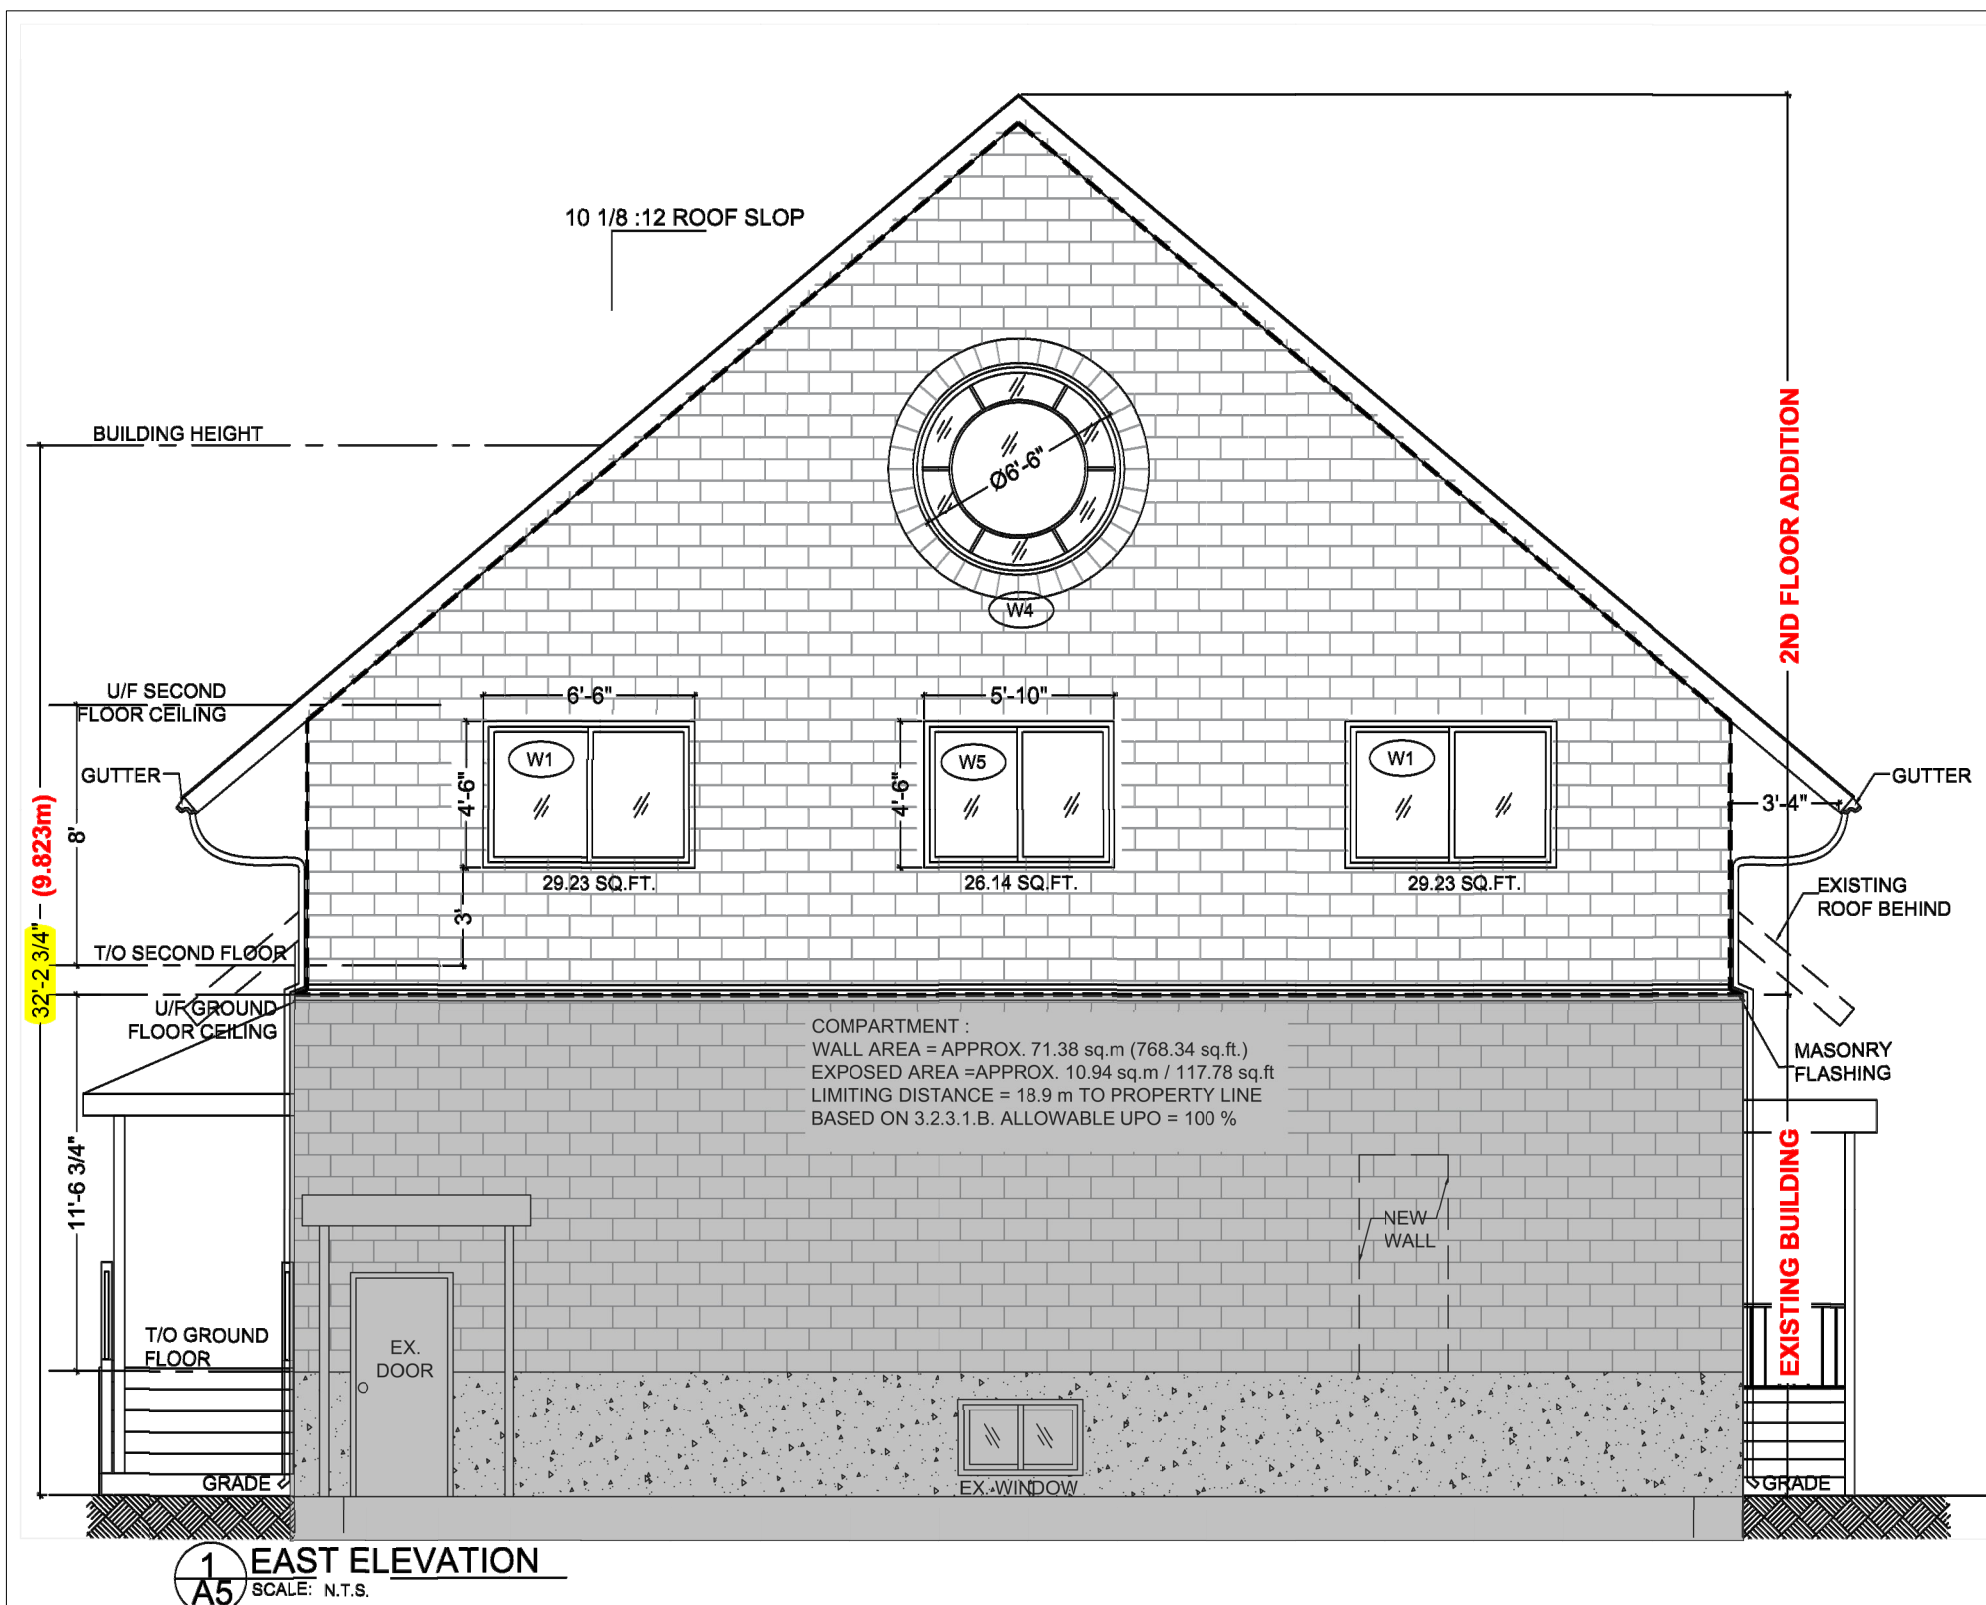 10 1/8 :12 ROOF SLOP
BUILDING HEIGHT
Ø6'-6"
W4
2ND FLOOR ADDITION
U/F SECOND
FLOOR CEILING
6'-6"
5'-10"
W1
W5
W1
4'-6"
4'-6"
GUTTER
GUTTER
3'-4"
8'
32'-2 3/4" (9.823m)
29.23 SQ.FT.
26.14 SQ.FT.
29.23 SQ.FT.
3'
EXISTING
ROOF BEHIND
T/O SECOND FLOOR
U/F GROUND
FLOOR CEILING
COMPARTMENT :
WALL AREA = APPROX. 71.38 sq.m (768.34 sq.ft.)
EXPOSED AREA =APPROX. 10.94 sq.m / 117.78 sq.ft
LIMITING DISTANCE = 18.9 m TO PROPERTY LINE
BASED ON 3.2.3.1.B. ALLOWABLE UPO = 100 %
MASONRY
FLASHING
11'-6 3/4"
EXISTING BUILDING
NEW
WALL
T/O GROUND
FLOOR
EX.
DOOR
GRADE
EX. WINDOW
GRADE
1
A5
EAST ELEVATION
SCALE: N.T.S.